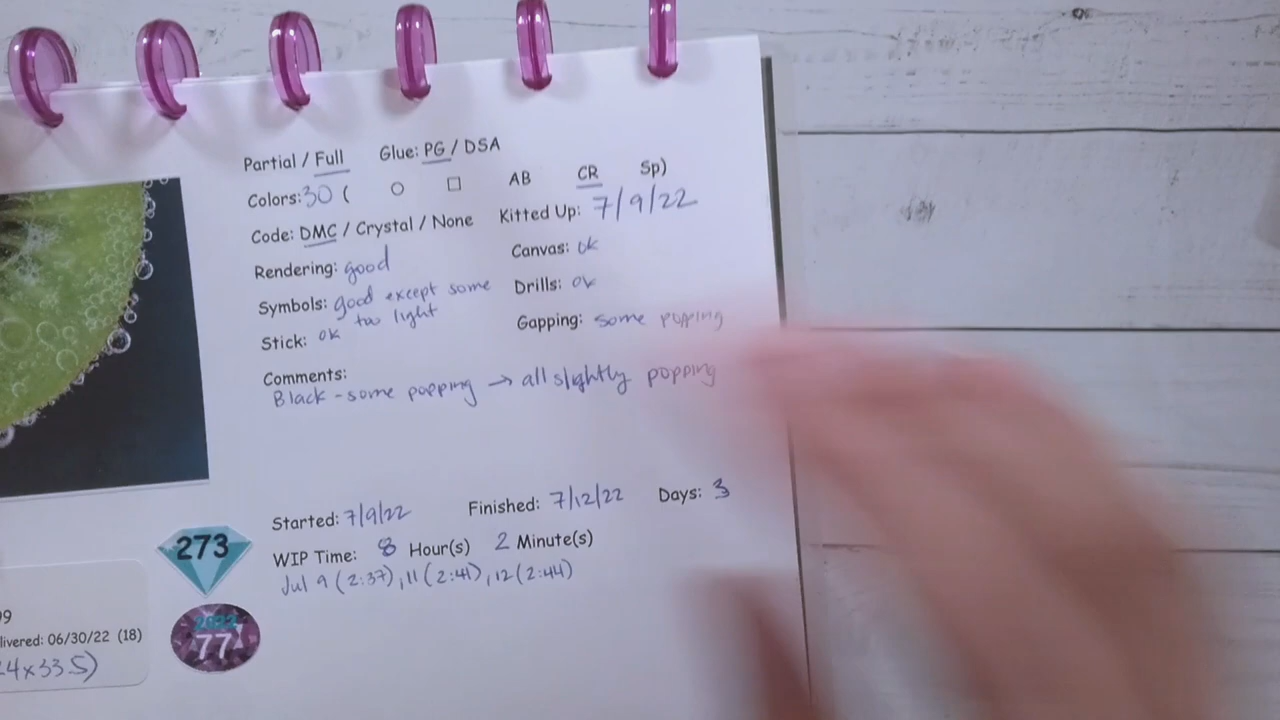 Partial / Full Glue: PG / DSA
Colors: 30 ( ○ □ AB CR Sp)
Code: DMC / Crystal / None Kitted Up: 7/9/22
Rendering: good Canvas: ok
Symbols: good except some too light Drills: ok
Stick: ok Gapping: some popping
Comments:
Black - some popping → all slightly popping
Started: 7/9/22 Finished: 7/12/22 Days: 3
273
WIP Time: 8 Hour(s) 2 Minute(s)
Jul 9 (2:37), 11 (2:41), 12 (2:44)
2022
77
99
livered: 06/30/22 (18)
4x33.5)